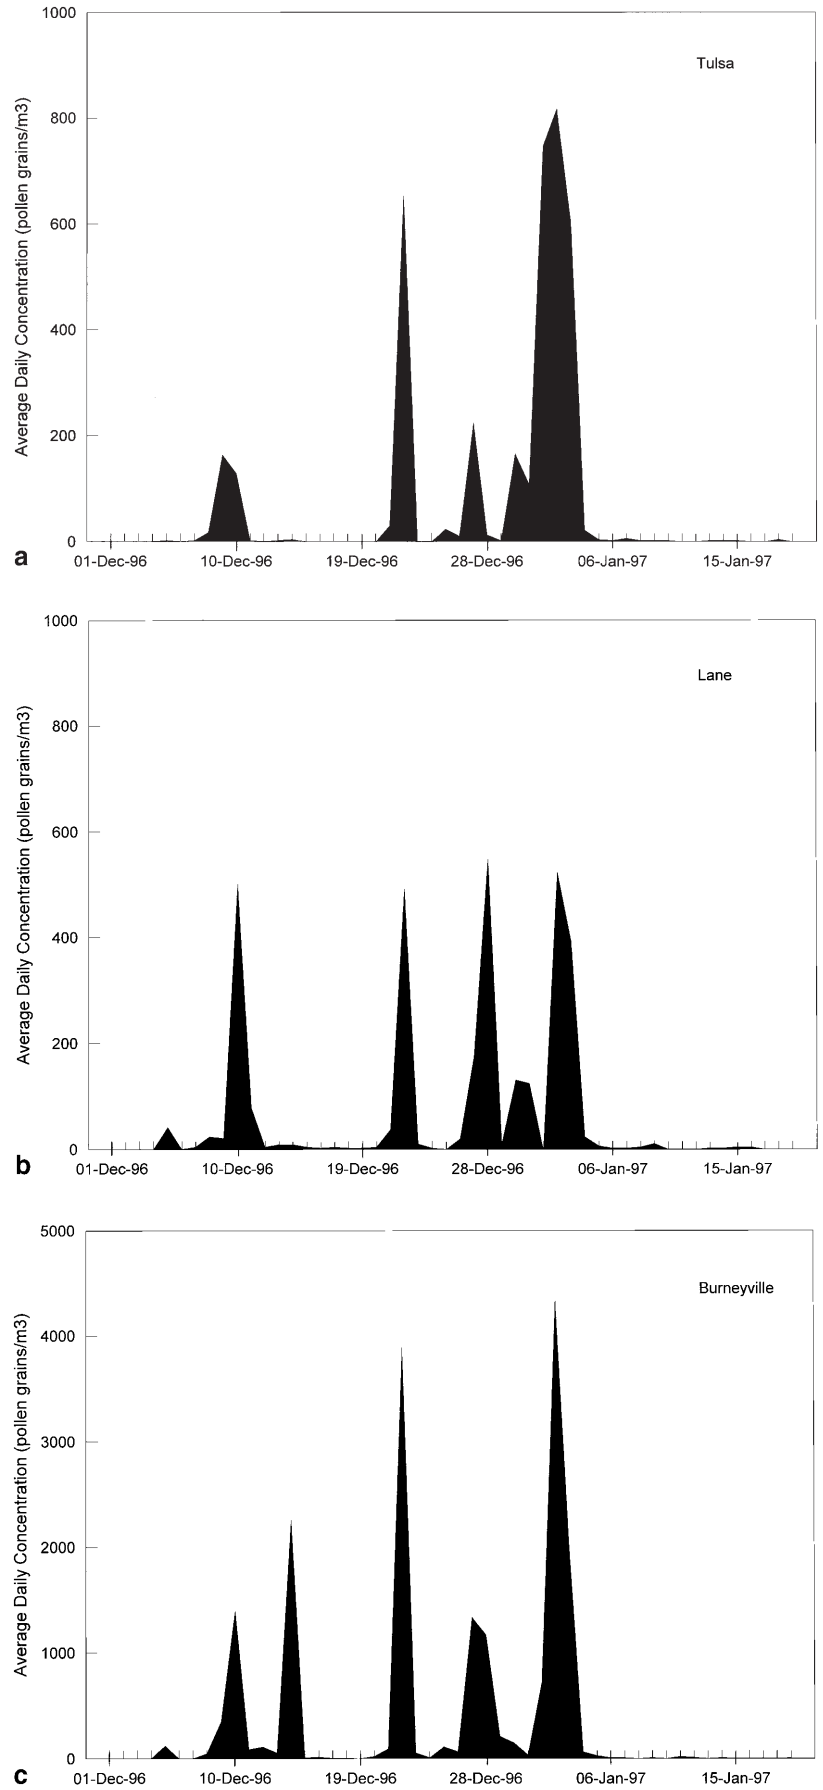 1000
Tulsa
800
600
400
200
0
Average Daily Concentration (pollen grains/m3)
01-Dec-96 10-Dec-96 19-Dec-96 28-Dec-96 06-Jan-97 15-Jan-97
a
1000
Lane
800
600
400
200
0
Average Daily Concentration (pollen grains/m3)
01-Dec-96 10-Dec-96 19-Dec-96 28-Dec-96 06-Jan-97 15-Jan-97
b
5000
Burneyville
4000
3000
2000
1000
0
Average Daily Concentration (pollen grains/m3)
01-Dec-96 10-Dec-96 19-Dec-96 28-Dec-96 06-Jan-97 15-Jan-97
c